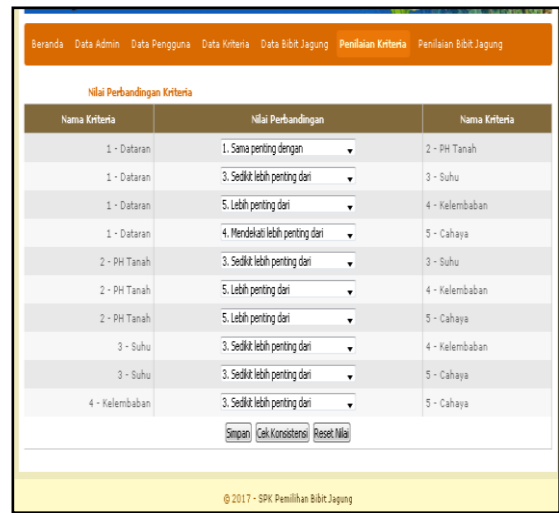 Beranda Data Admin Data Pengguna Data Kriteria Data Bibit Jagung Penilaian Kriteria Penilaian Bibit Jagung
Nilai Perbandingan Kriteria
Nama Kriteria Nilai Perbandingan Nama Kriteria
1 - Dataran 1. Sama penting dengan 2 - PH Tanah
1 - Dataran 3. Sedikit lebih penting dari 3 - Suhu
1 - Dataran 5. Lebih penting dari 4 - Kelembaban
1 - Dataran 4. Mendekati lebih penting dari 5 - Cahaya
2 - PH Tanah 3. Sedikit lebih penting dari 3 - Suhu
2 - PH Tanah 5. Lebih penting dari 4 - Kelembaban
2 - PH Tanah 5. Lebih penting dari 5 - Cahaya
3 - Suhu 3. Sedikit lebih penting dari 4 - Kelembaban
3 - Suhu 3. Sedikit lebih penting dari 5 - Cahaya
4 - Kelembaban 3. Sedikit lebih penting dari 5 - Cahaya
Simpan Cek Konsistensi Reset Nilai
© 2017 - SPK Pemilihan Bibit Jagung